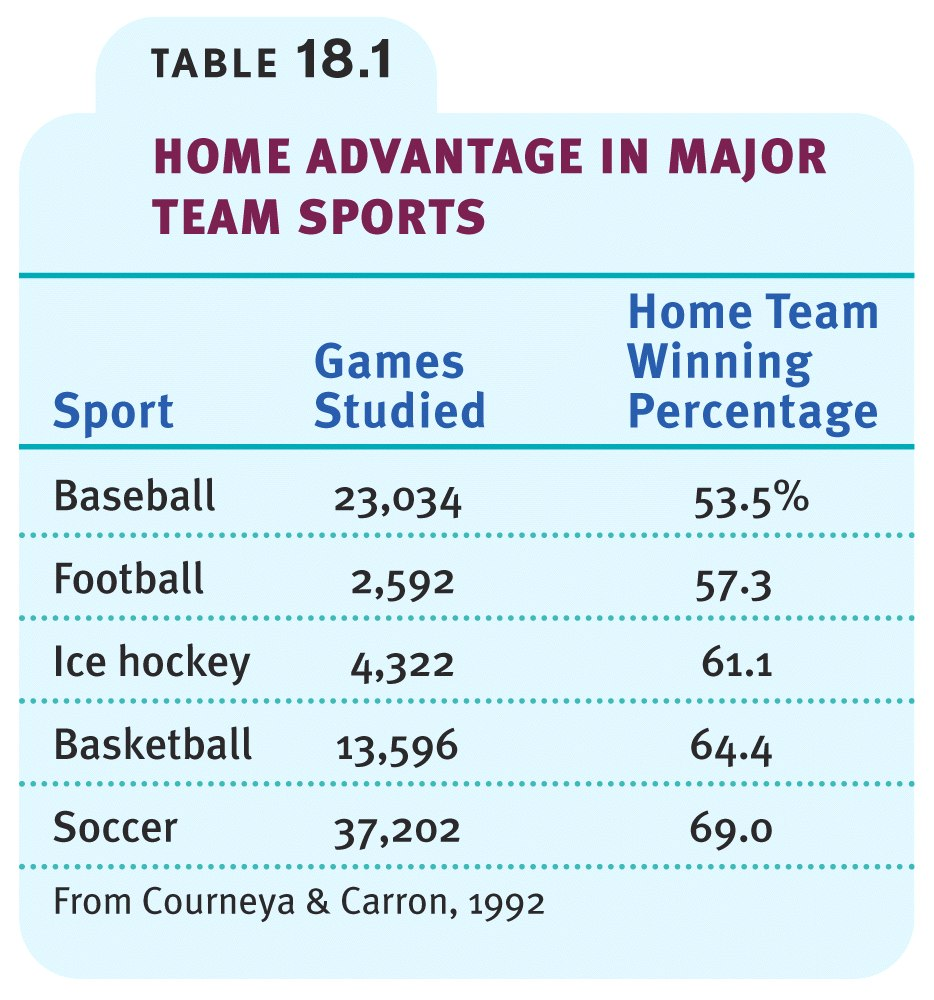 TABLE 18.1
HOME ADVANTAGE IN MAJOR
TEAM SPORTS
Sport Games Studied Home Team Winning Percentage
Baseball 23,034 53.5%
Football 2,592 57.3
Ice hockey 4,322 61.1
Basketball 13,596 64.4
Soccer 37,202 69.0
From Courneya & Carron, 1992